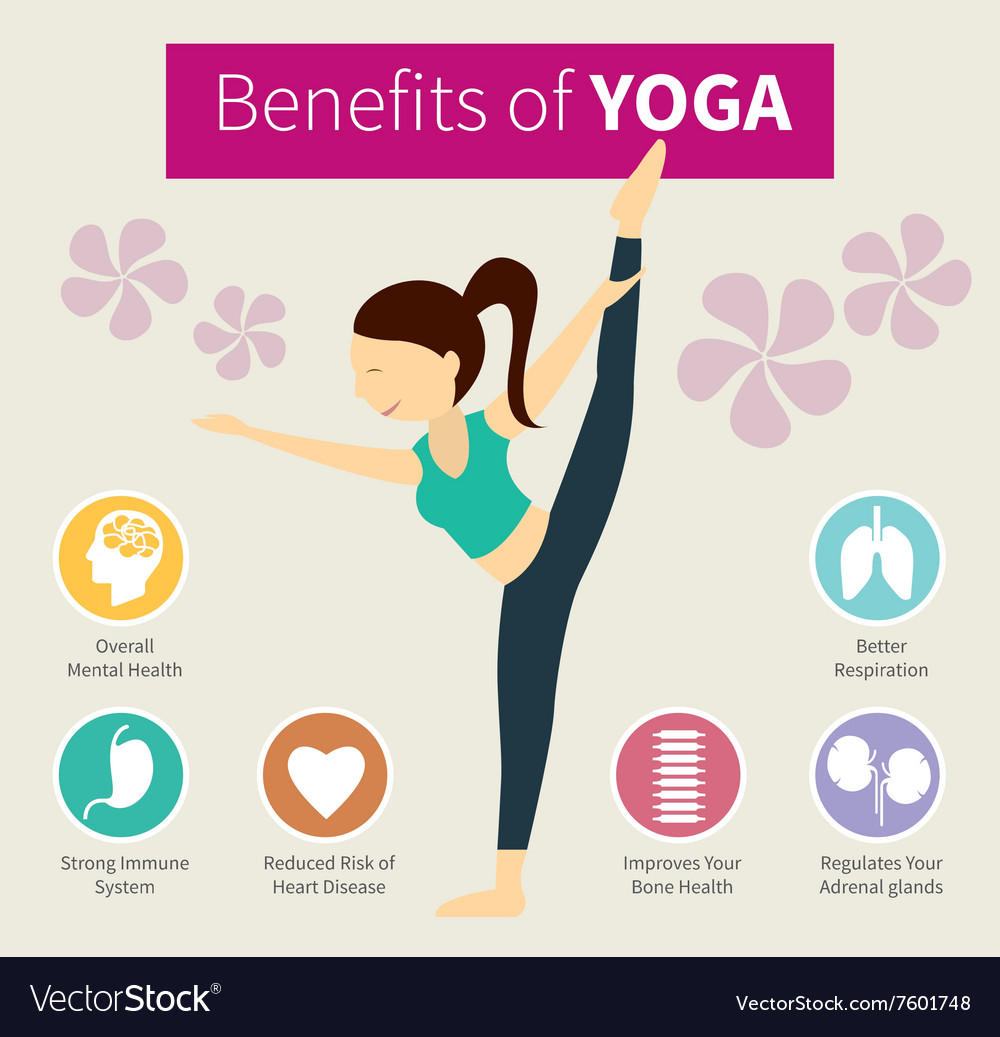 Benefits of YOGA
Overall
Mental Health
Better
Respiration
Strong Immune
System
Reduced Risk of
Heart Disease
Improves Your
Bone Health
Regulates Your
Adrenal glands
VectorStock®
VectorStock.com/7601748